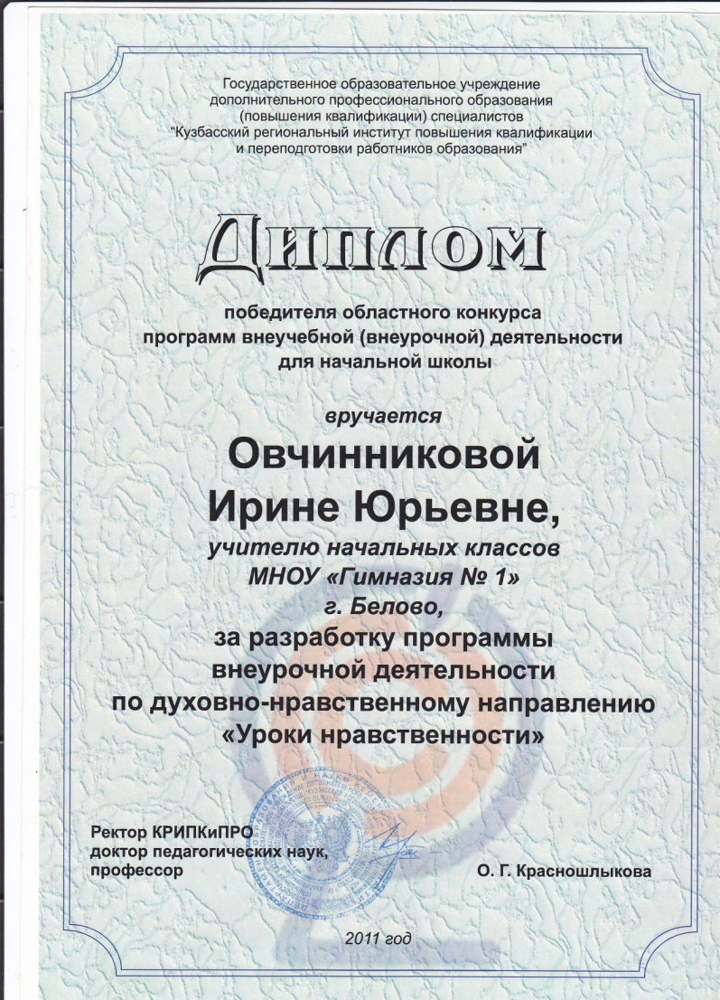 Государственное образовательное учреждение
дополнительного профессионального образования
(повышения квалификации) специалистов
"Кузбасский региональный институт повышения квалификации
и переподготовки работников образования"
Диплом
победителя областного конкурса
программ внеучебной (внеурочной) деятельности
для начальной школы
вручается
Овчинниковой
Ирине Юрьевне,
учителю начальных классов
МНОУ «Гимназия № 1»
г. Белово,
за разработку программы
внеурочной деятельности
по духовно-нравственному направлению
«Уроки нравственности»
Ректор КРИПКиПРО
доктор педагогических наук,
профессор
О. Г. Красношлыкова
2011 год